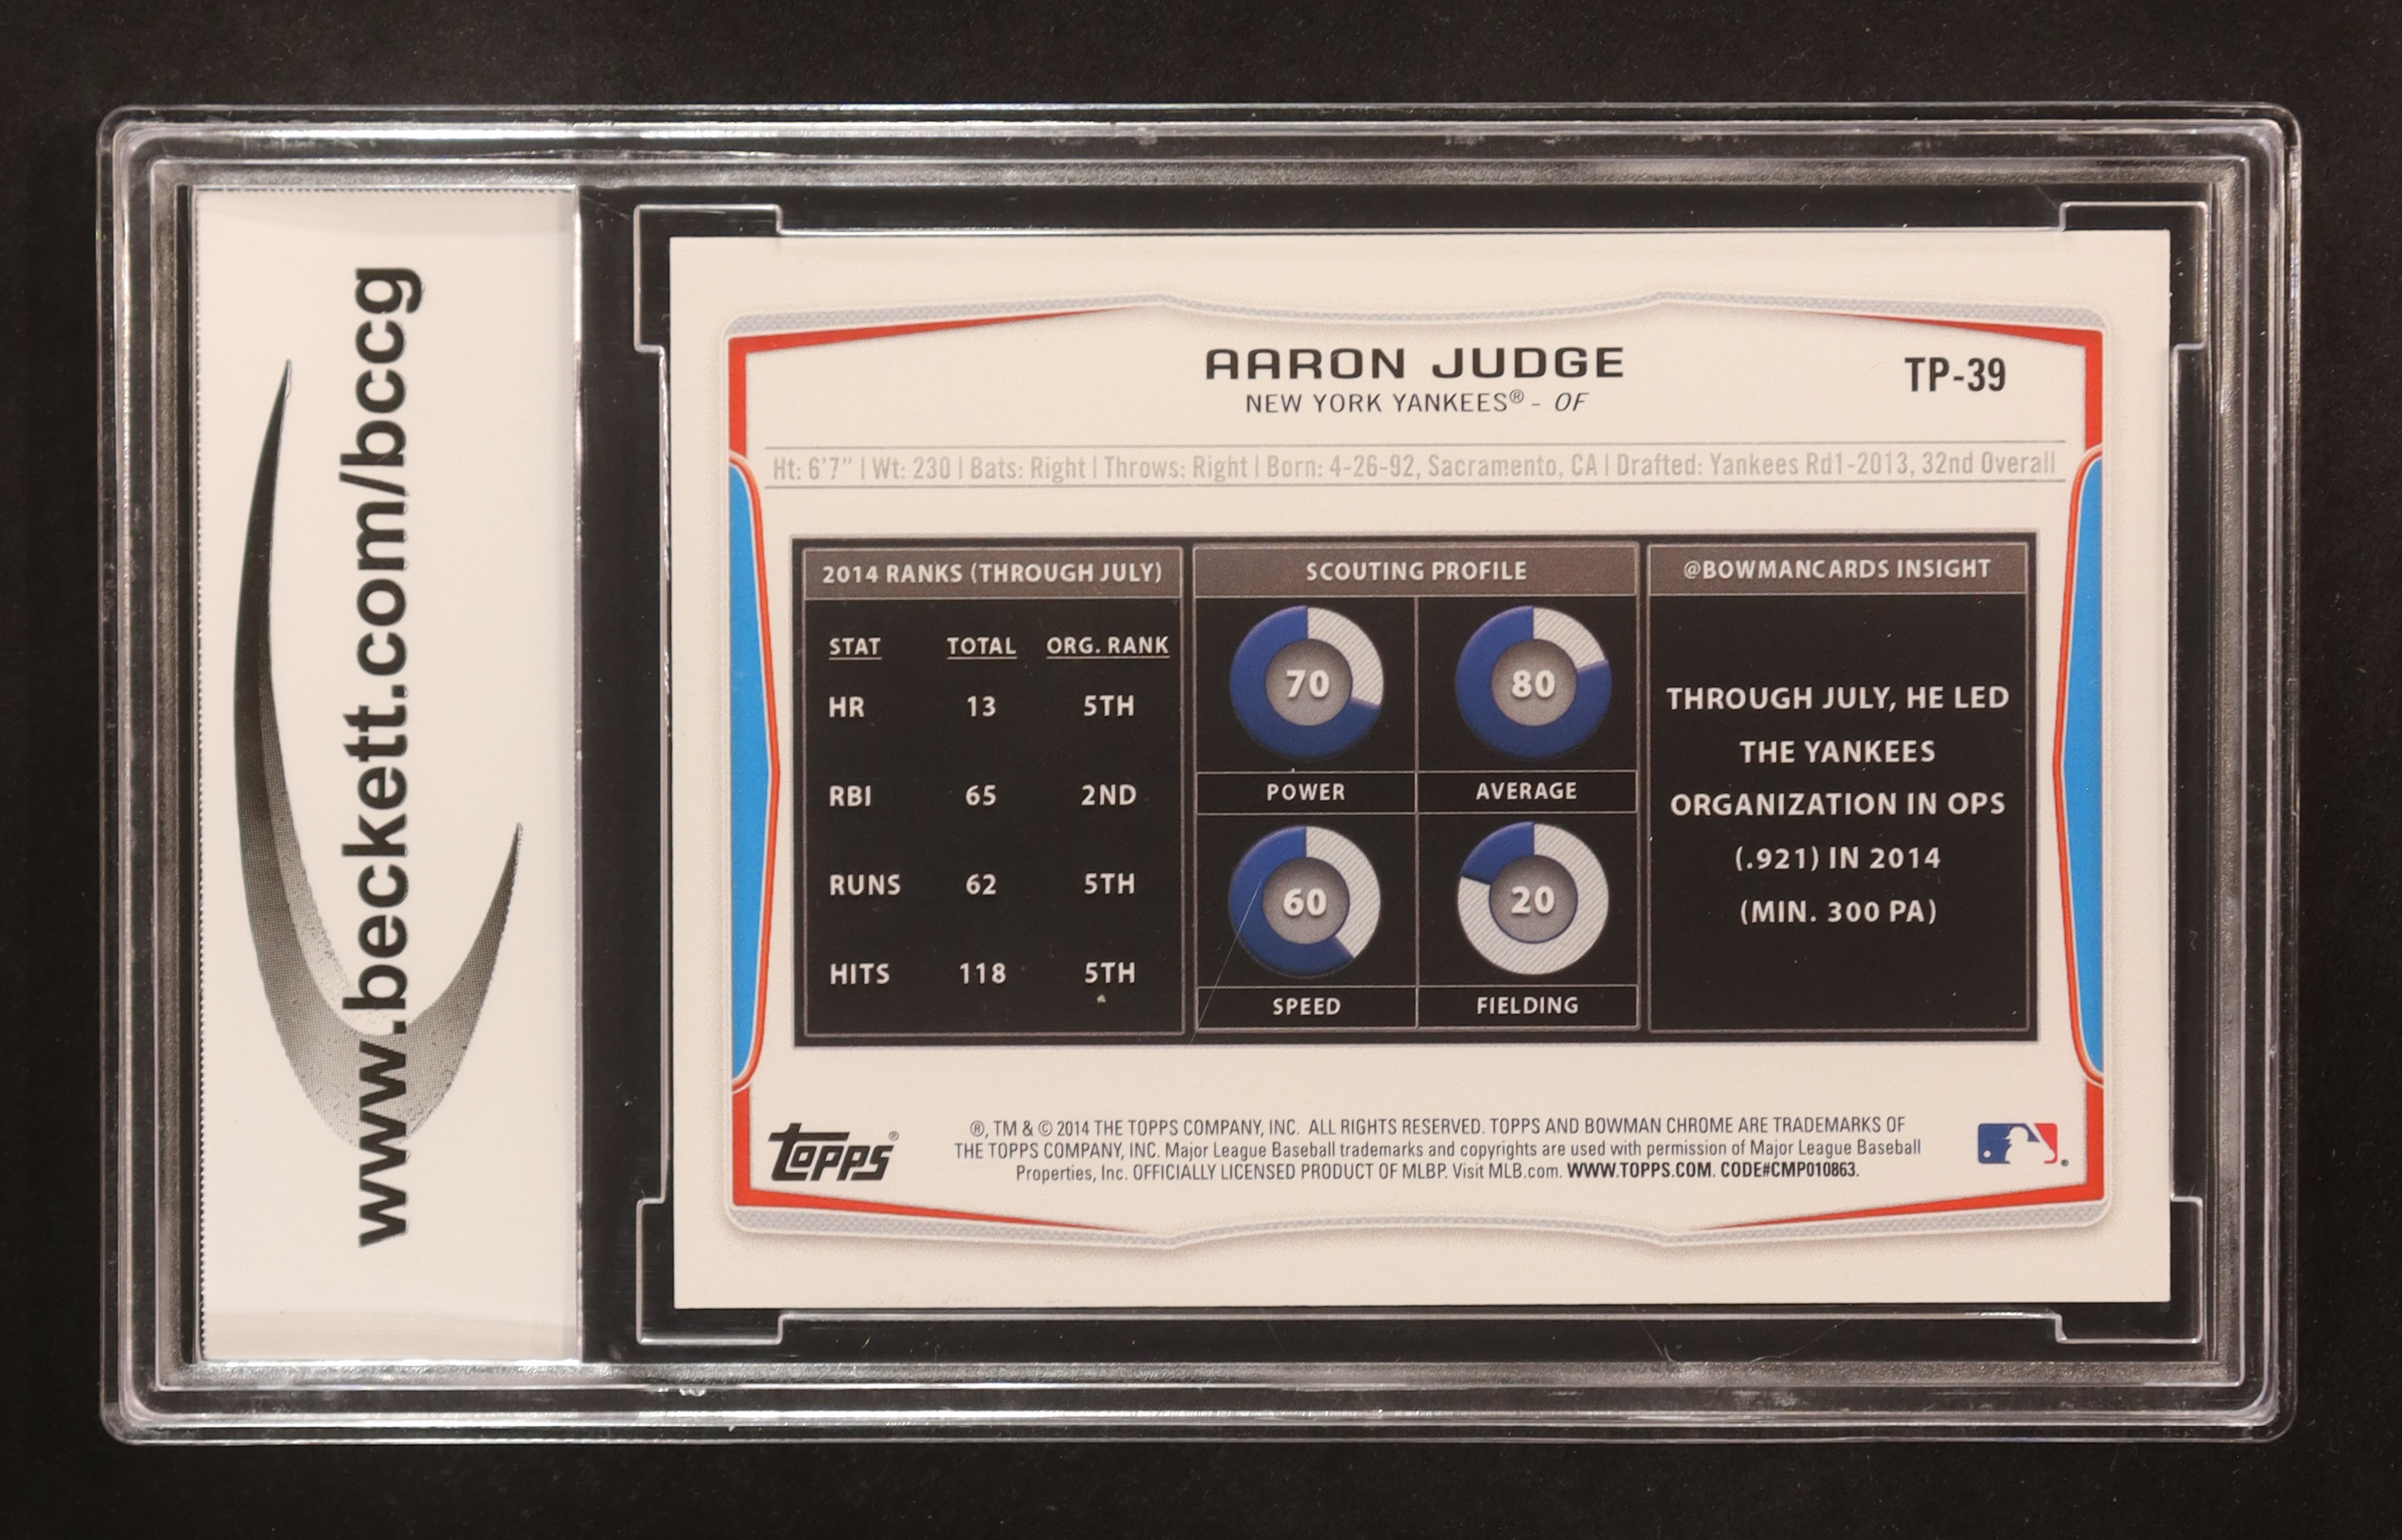 www.beckett.com/bccg
AARON JUDGE
NEW YORK YANKEES® - OF
TP-39
Ht: 6'7" | Wt: 230 | Bats: Right | Throws: Right | Born: 4-26-92, Sacramento, CA | Drafted: Yankees Rd1-2013, 32nd Overall
2014 RANKS (THROUGH JULY)
STAT TOTAL ORG. RANK
HR 13 5TH
RBI 65 2ND
RUNS 62 5TH
HITS 118 5TH
SCOUTING PROFILE
70 80
POWER AVERAGE
60 20
SPEED FIELDING
@BOWMANCARDS INSIGHT
THROUGH JULY, HE LED
THE YANKEES
ORGANIZATION IN OPS
(.921) IN 2014
(MIN. 300 PA)
topps®
®, TM & © 2014 THE TOPPS COMPANY, INC. ALL RIGHTS RESERVED. TOPPS AND BOWMAN CHROME ARE TRADEMARKS OF
THE TOPPS COMPANY, INC. Major League Baseball trademarks and copyrights are used with permission of Major League Baseball
Properties, Inc. OFFICIALLY LICENSED PRODUCT OF MLBP. Visit MLB.com. WWW.TOPPS.COM. CODE#CMP010863.